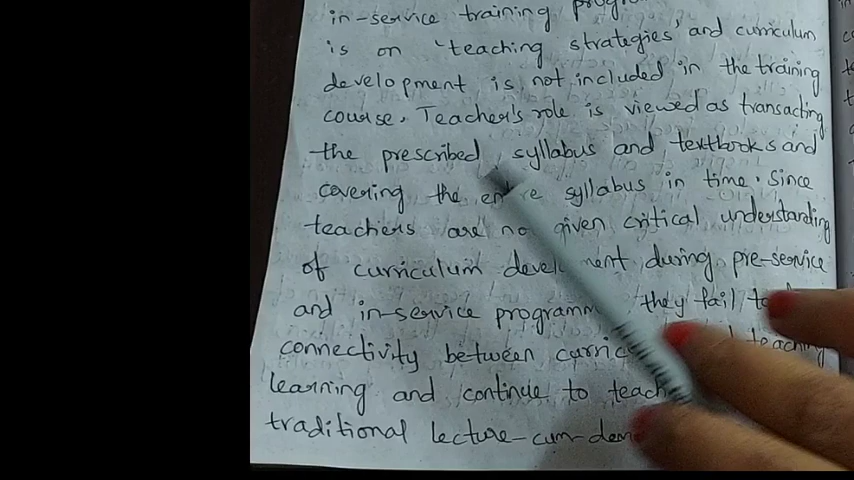 in-service training
is on 'teaching strategies' and curriculum
development is not included in the training
course. Teacher's role is viewed as transacting
the prescribed syllabus and textbooks and
covering the syllabus in time. Since
teachers are given critical understanding
of curriculum during pre-service
and in-service they fail
connectivity between
learning and continue to
traditional lecture-cum-